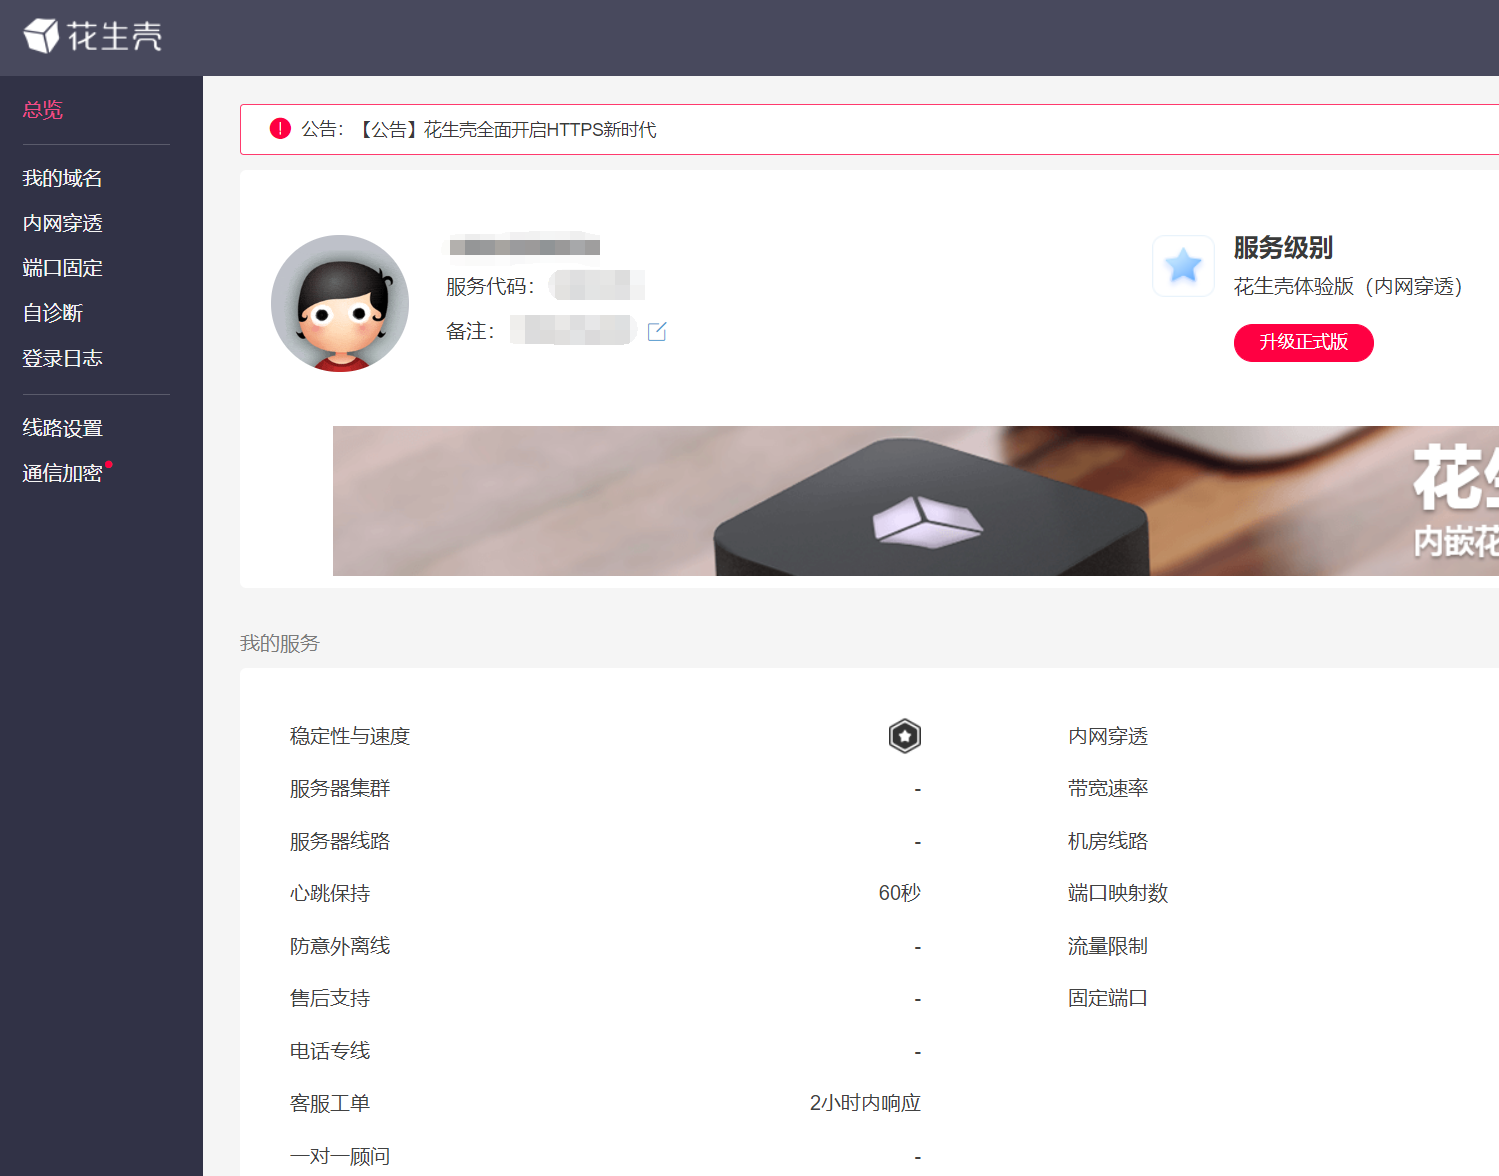 花生壳
总览
我的域名
内网穿透
端口固定
自诊断
登录日志
线路设置
通信加密
公告：【公告】花生壳全面开启HTTPS新时代
服务代码：
备注：
服务级别
花生壳体验版（内网穿透）
升级正式版
花
内嵌花
我的服务
稳定性与速度
服务器集群 -
服务器线路 -
心跳保持 60秒
防意外离线 -
售后支持 -
电话专线 -
客服工单 2小时内响应
一对一顾问 -
内网穿透
带宽速率
机房线路
端口映射数
流量限制
固定端口